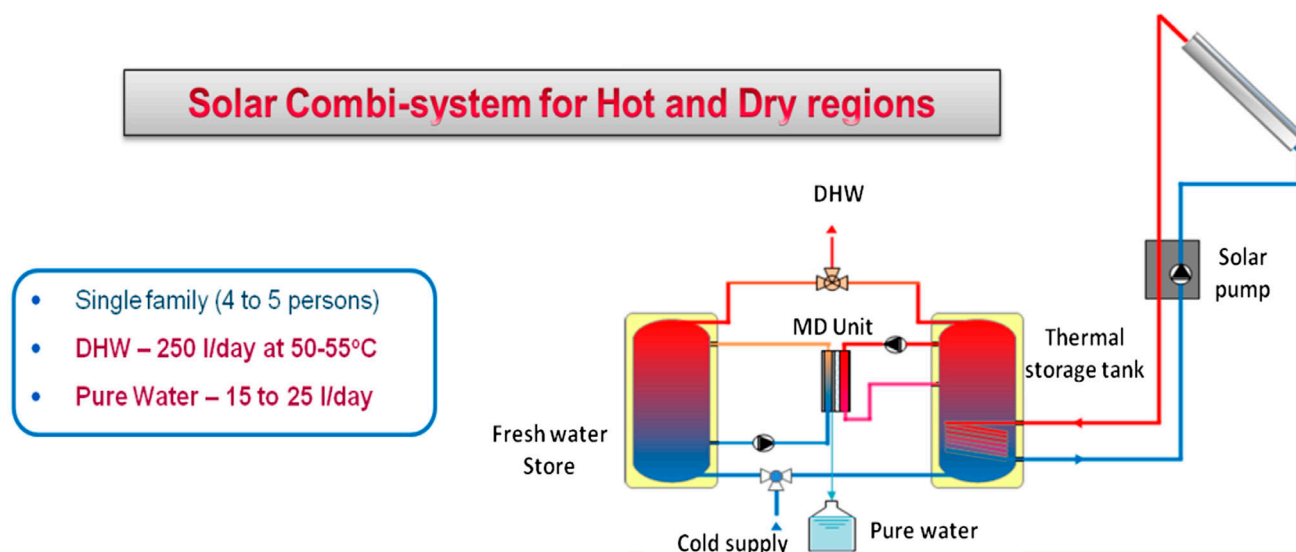 Solar Combi-system for Hot and Dry regions
• Single family (4 to 5 persons)
• DHW – 250 l/day at 50-55°C
• Pure Water – 15 to 25 l/day
DHW
Solar
pump
MD Unit
Thermal
storage tank
Fresh water
Store
Cold supply
Pure water